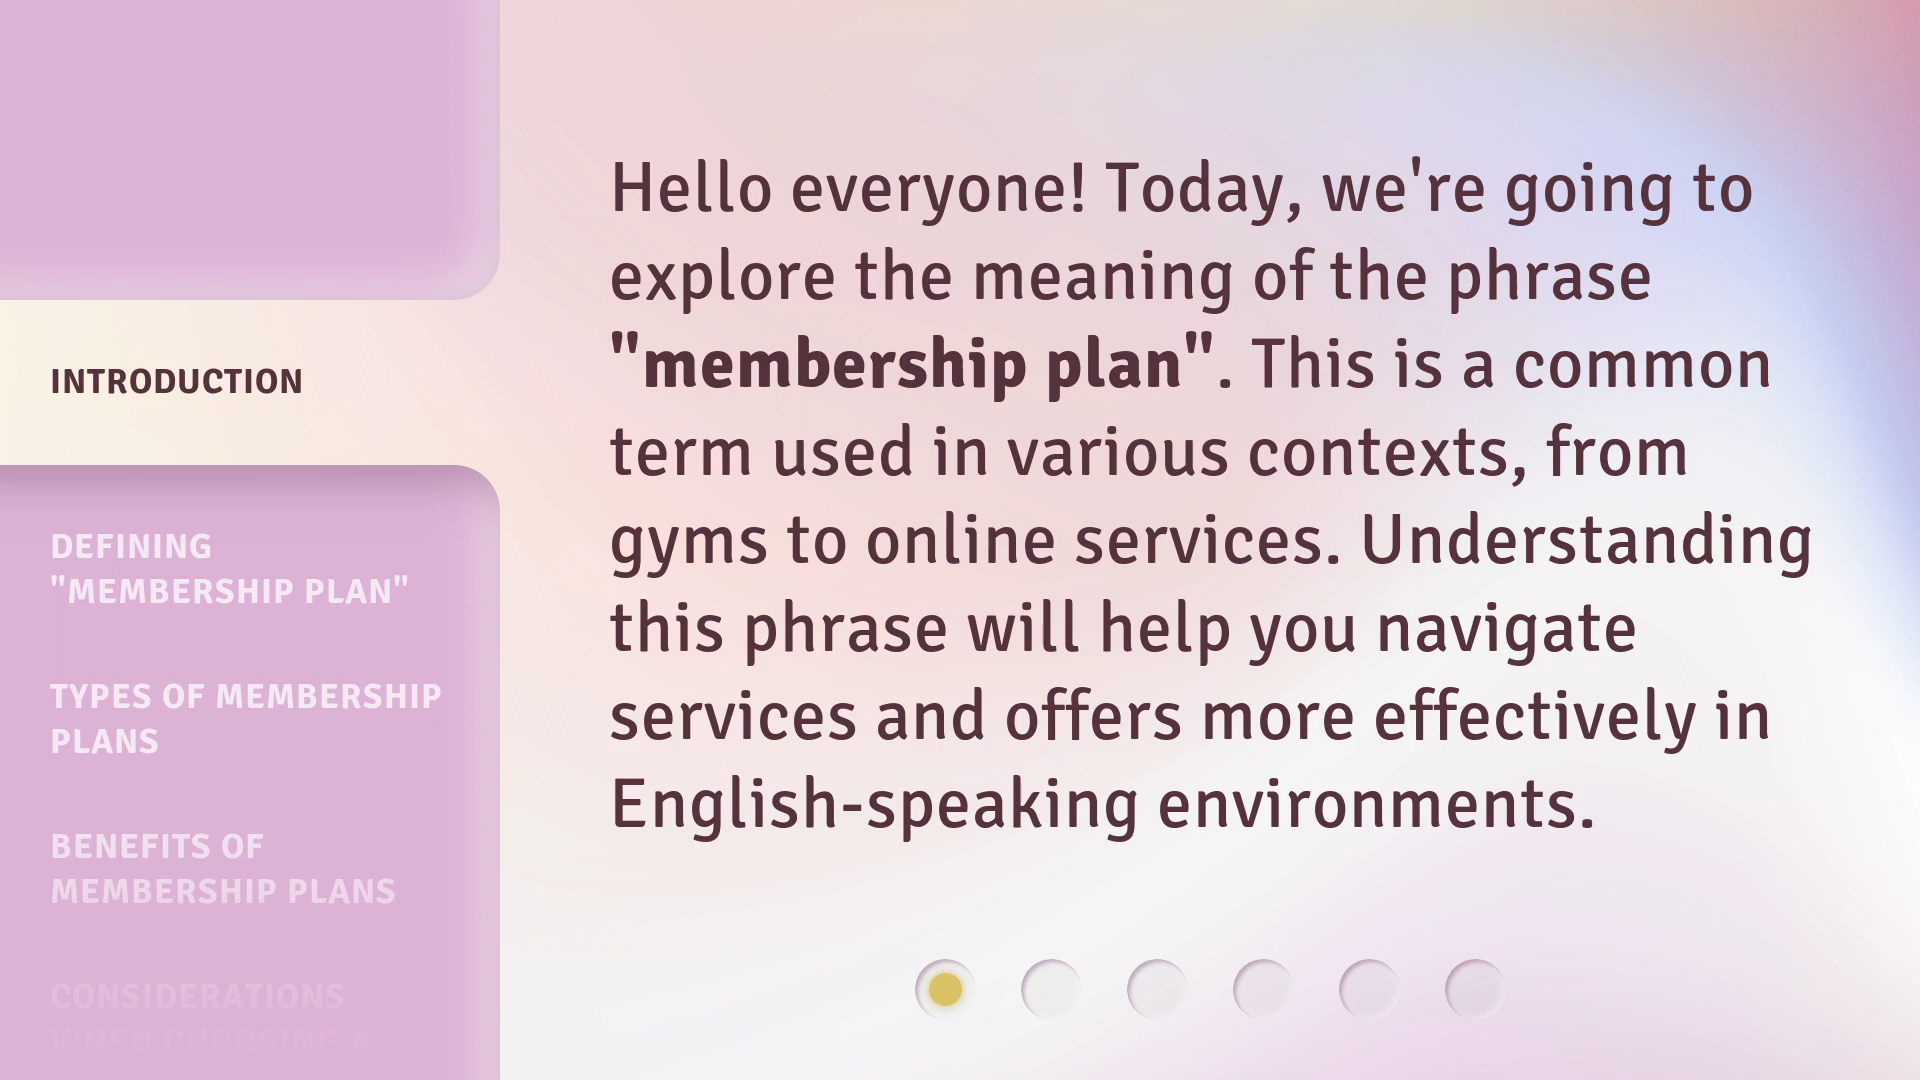 INTRODUCTION
DEFINING
"MEMBERSHIP PLAN"
TYPES OF MEMBERSHIP
PLANS
BENEFITS OF
MEMBERSHIP PLANS
CONSIDERATIONS
WHEN CHOOSING A
Hello everyone! Today, we're going to
explore the meaning of the phrase
"membership plan". This is a common
term used in various contexts, from
gyms to online services. Understanding
this phrase will help you navigate
services and offers more effectively in
English-speaking environments.